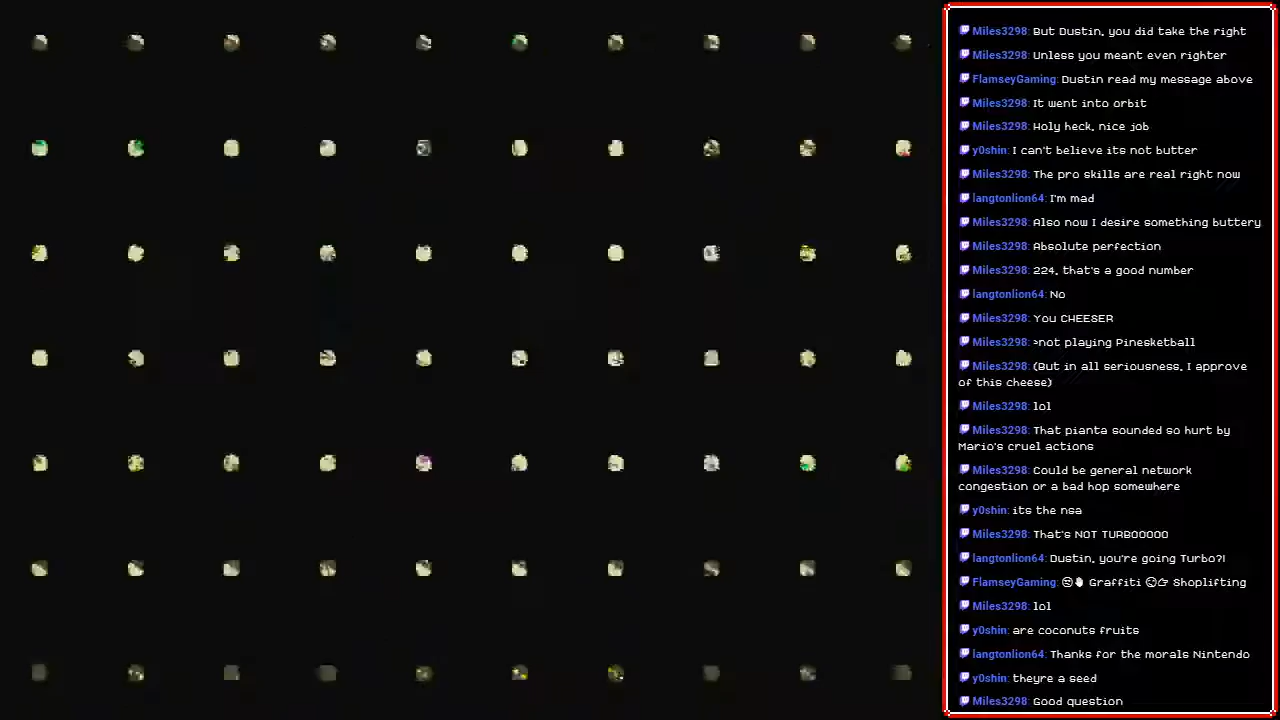 Miles3298: But Dustin, you did take the right
Miles3298: Unless you meant even righter
FlamseyGaming: Dustin read my message above
Miles3298: It went into orbit
Miles3298: Holy heck, nice job
y0shin: I can't believe its not butter
Miles3298: The pro skills are real right now
langtonlion64: I'm mad
Miles3298: Also now I desire something buttery
Miles3298: Absolute perfection
Miles3298: 224, that's a good number
langtonlion64: No
Miles3298: You CHEESER
Miles3298: >not playing Pinesketball
Miles3298: (But in all seriousness, I approve
of this cheese)
Miles3298: lol
Miles3298: That pianta sounded so hurt by
Mario's cruel actions
Miles3298: Could be general network
congestion or a bad hop somewhere
y0shin: its the nsa
Miles3298: That's NOT TURBOOOOO
langtonlion64: Dustin, you're going Turbo?!
FlamseyGaming: Graffiti Shoplifting
Miles3298: lol
y0shin: are coconuts fruits
langtonlion64: Thanks for the morals Nintendo
y0shin: theyre a seed
Miles3298: Good question